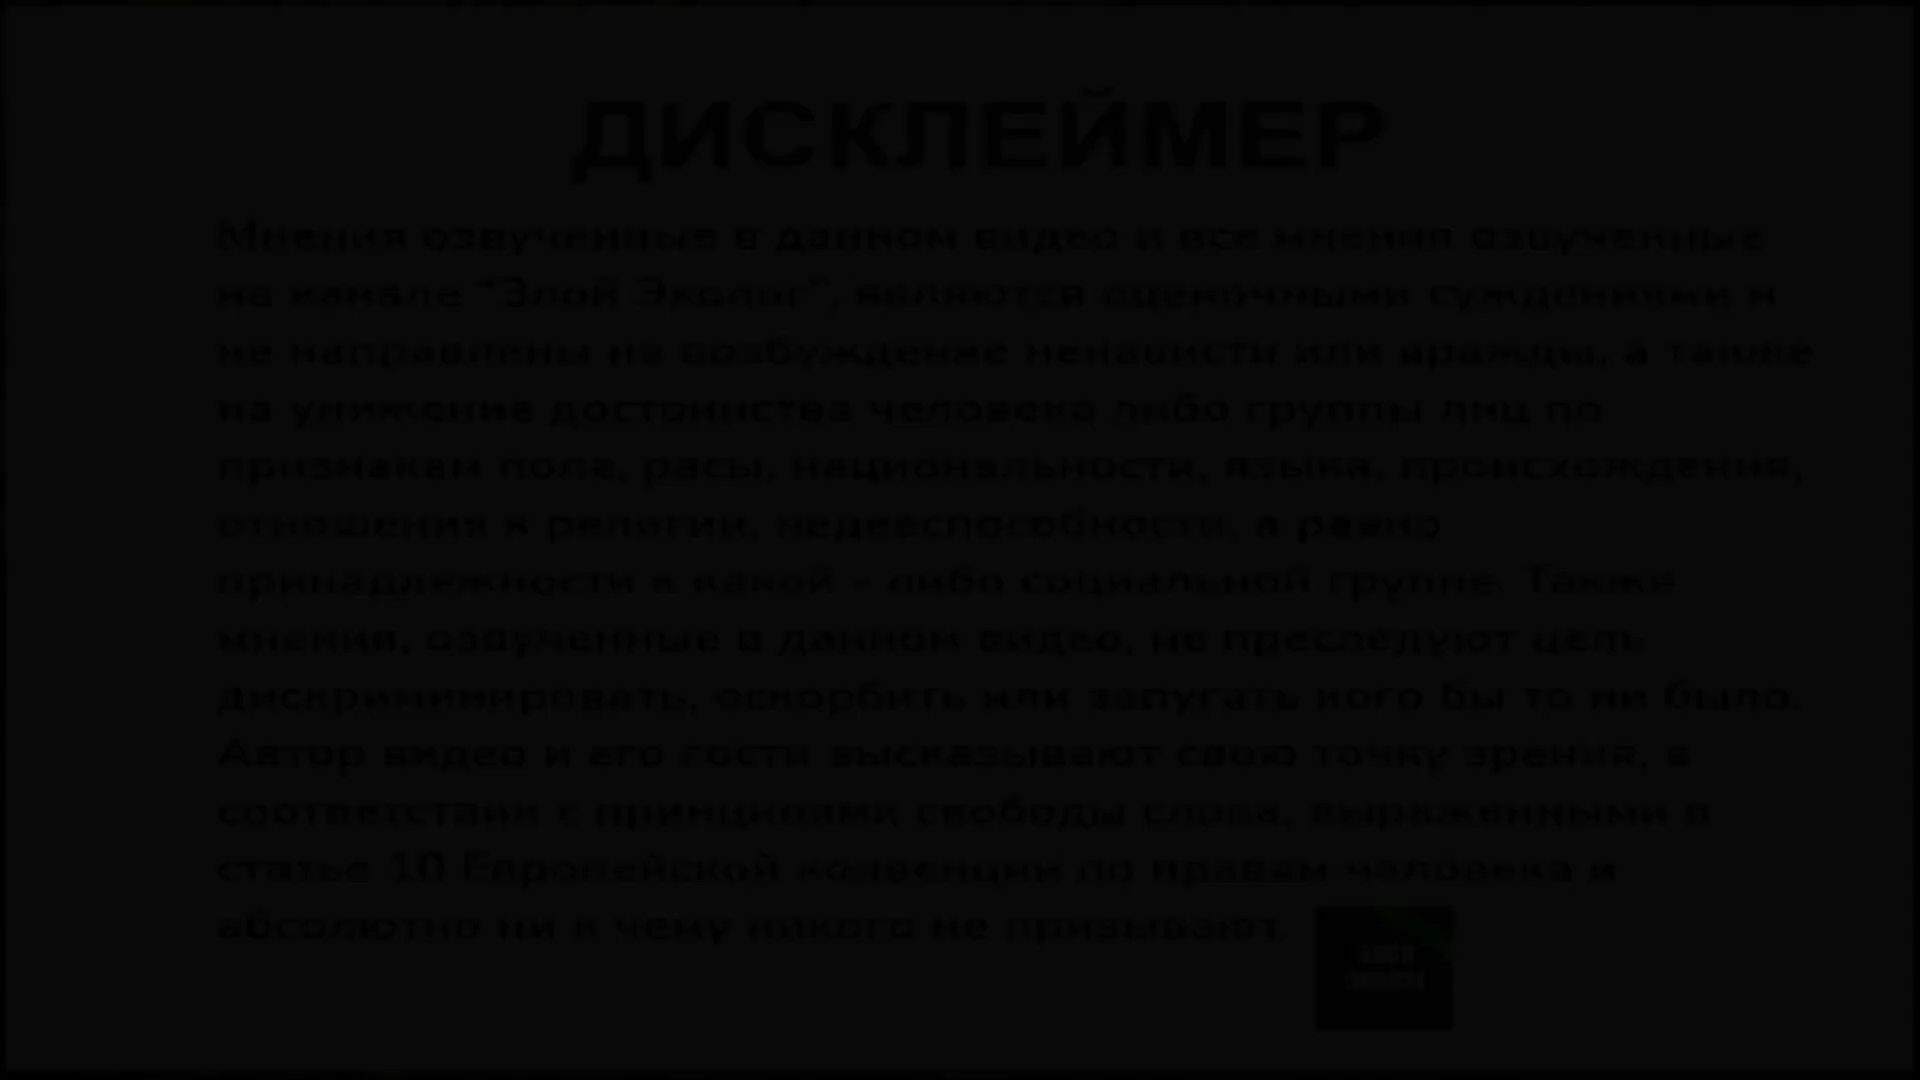 ДИСКЛЕЙМЕР
Мнения озвученные в данном видео и все мнения озвученные
на канале "Злой Эколог", являются оценочными суждениями и
не направлены на возбуждение ненависти или вражды, а также
на унижение достоинства человека либо группы лиц по
признакам пола, расы, национальности, языка, происхождения,
отношения к религии, недееспособности, а равно
принадлежности к какой - либо социальной группе. Также
мнения, озвученные в данном видео, не преследуют цель
дискриминировать, оскорбить или запугать кого бы то ни было.
Автор видео и его гости высказывают свою точку зрения, в
соответствии с принципами свободы слова, выраженными в
статье 10 Европейской конвенции по правам человека и
абсолютно ни к чему никого не призывают.